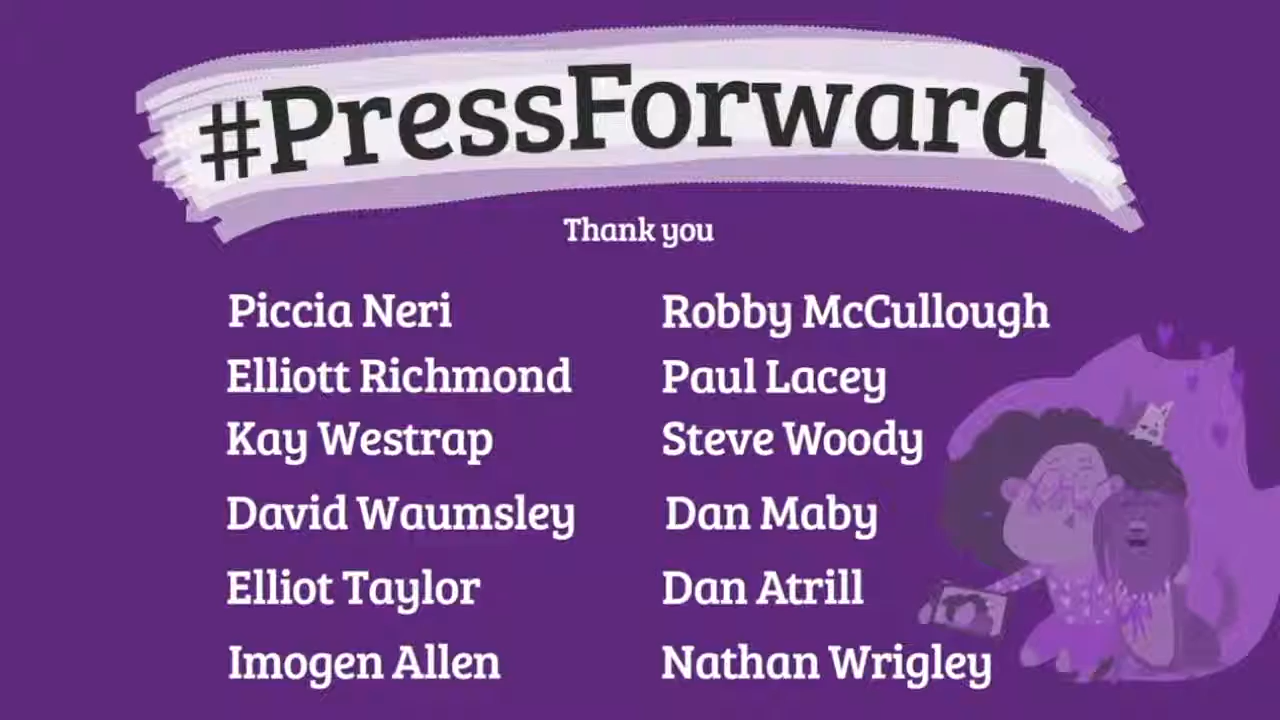 #PressForward
Thank you
Piccia Neri
Elliott Richmond
Kay Westrap
David Waumsley
Elliot Taylor
Imogen Allen
Robby McCullough
Paul Lacey
Steve Woody
Dan Maby
Dan Atrill
Nathan Wrigley